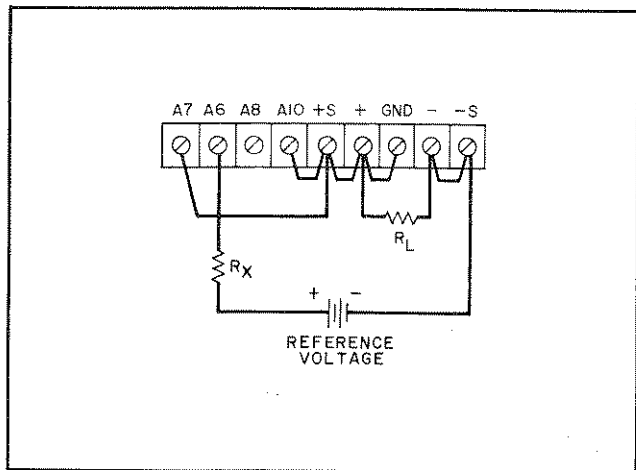 A7 A6 A8 A10 +S + GND - -S
RL
RX
+ -
REFERENCE
VOLTAGE